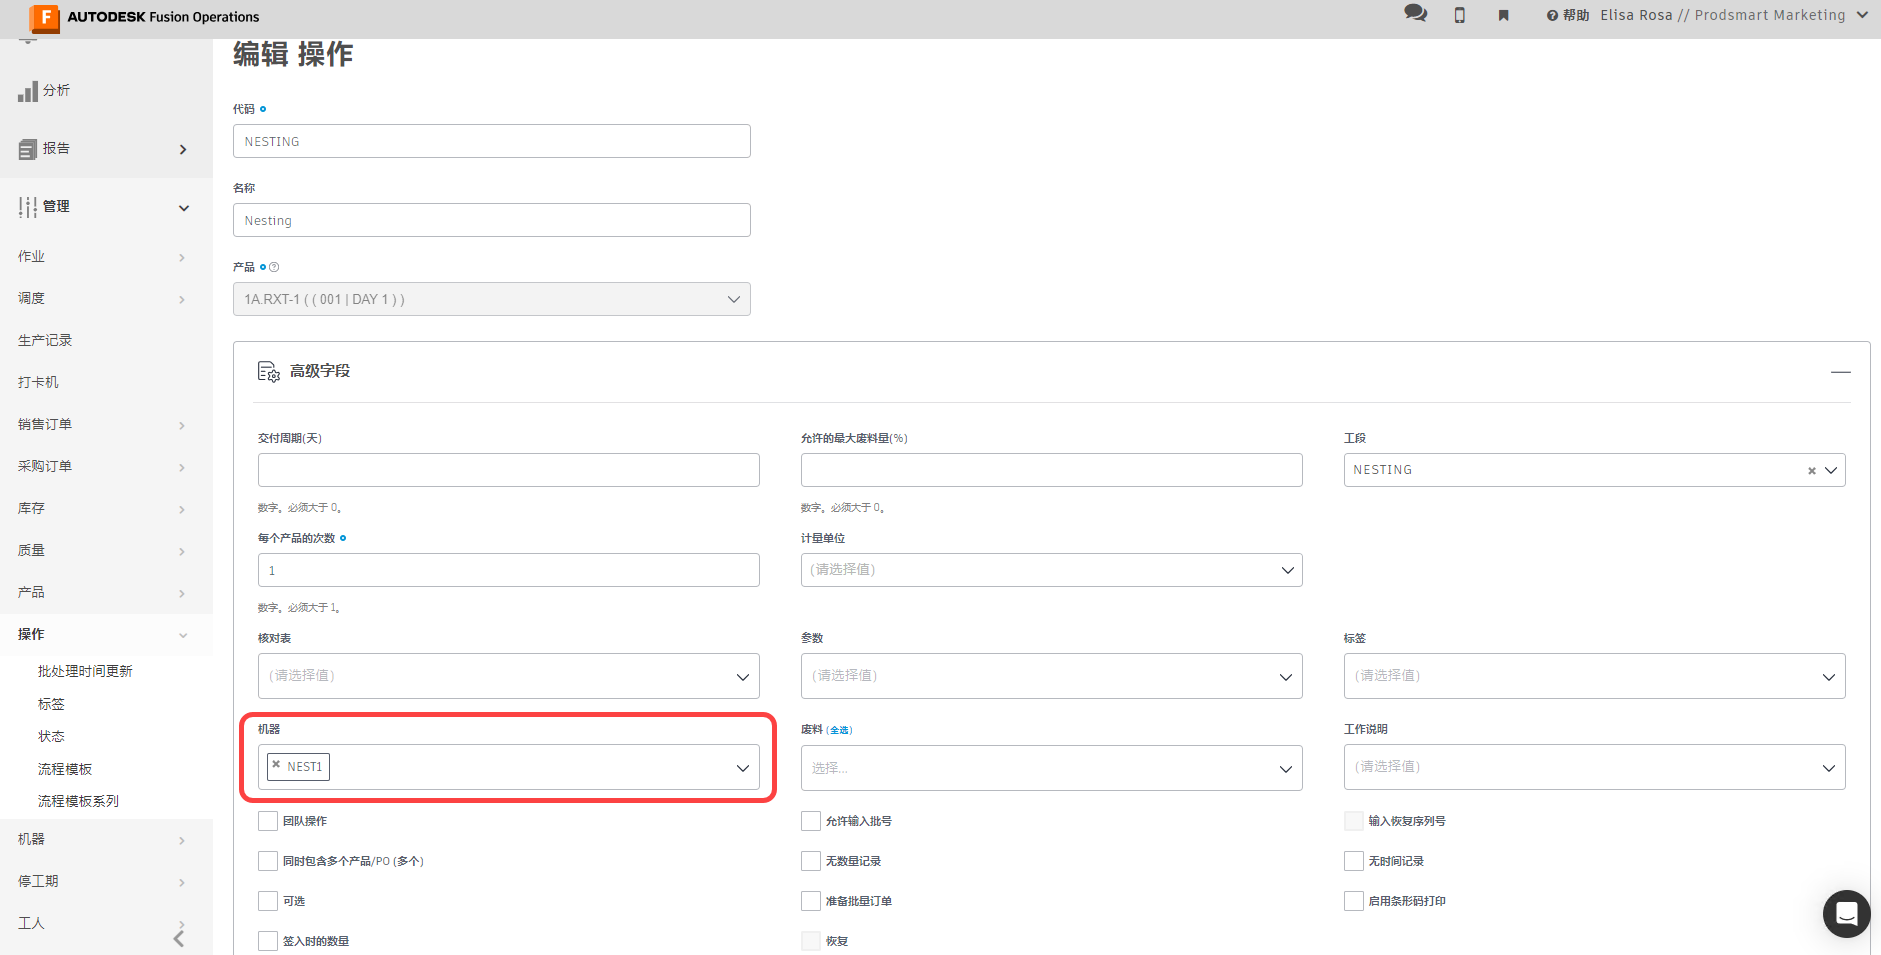 AUTODESK Fusion Operations
帮助
Elisa Rosa // Prodsmart Marketing
分析
报告
管理
作业
调度
生产记录
打卡机
销售订单
采购订单
库存
质量
产品
操作
批处理时间更新
标签
状态
流程模板
流程模板系列
机器
停工期
工人
编辑 操作
代码
NESTING
名称
Nesting
产品
1A.RXT-1 ( ( 001 | DAY 1 ) )
高级字段
交付周期(天)
允许的最大废料量(%)
工段
NESTING
数字。必须大于 0。
数字。必须大于 0。
每个产品的次数
计量单位
1
(请选择值)
数字。必须大于 1。
核对表
参数
标签
(请选择值)
(请选择值)
(请选择值)
机器
废料 (全选)
工作说明
× NEST1
选择...
(请选择值)
团队操作
允许输入批号
输入恢复序列号
同时包含多个产品/PO (多个)
无数量记录
无时间记录
可选
准备批量订单
启用条形码打印
签入时的数量
恢复